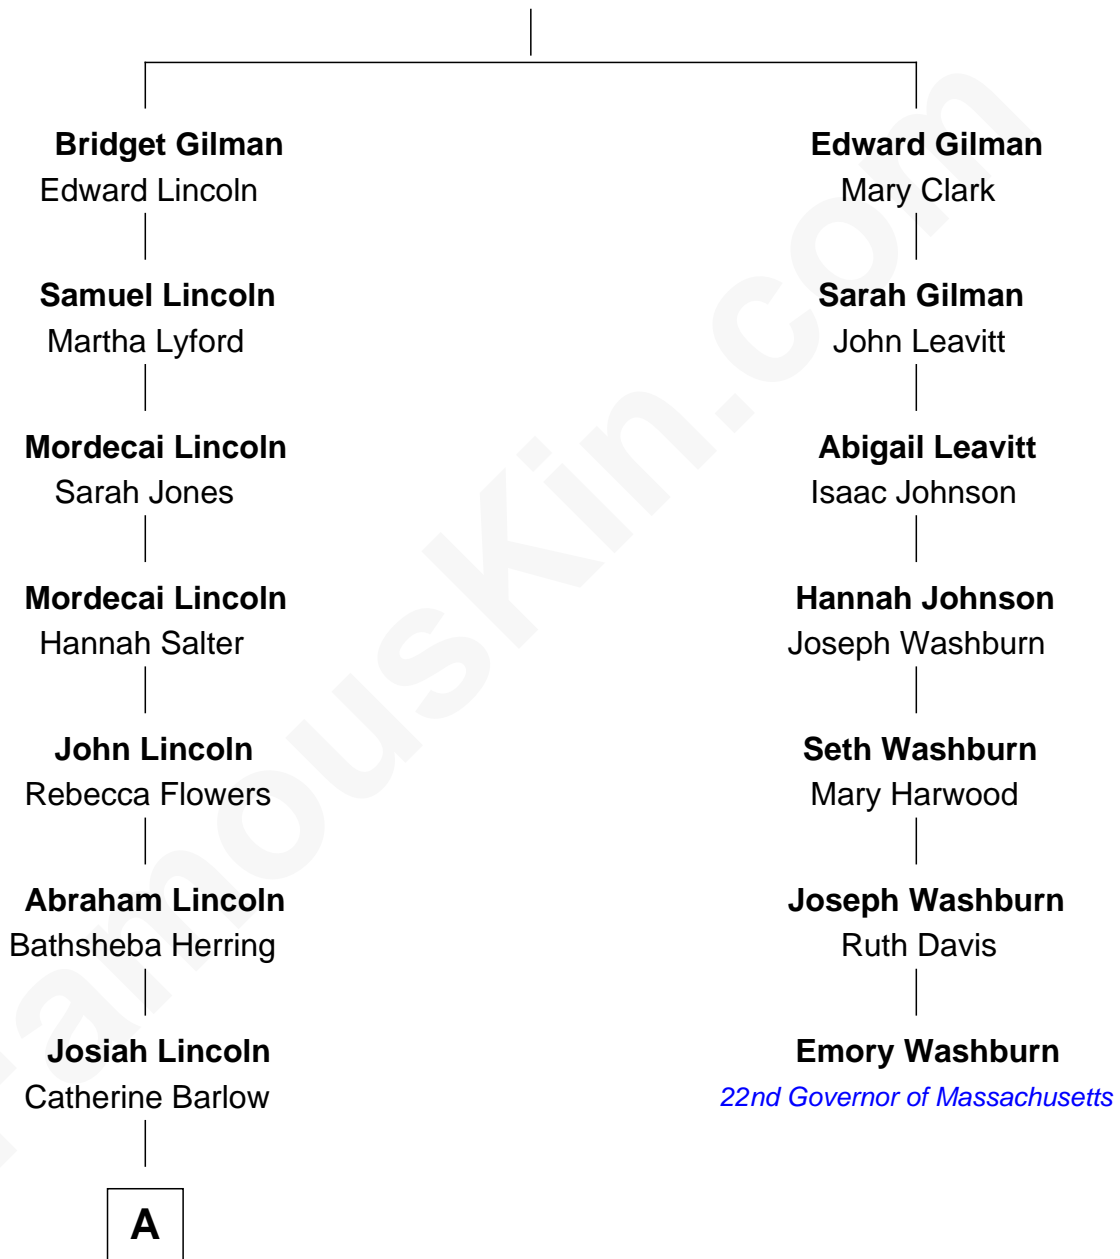 Bridget Gilman
Edward Lincoln
Samuel Lincoln
Martha Lyford
Mordecai Lincoln
Sarah Jones
Mordecai Lincoln
Hannah Salter
John Lincoln
Rebecca Flowers
Abraham Lincoln
Bathsheba Herring
Josiah Lincoln
Catherine Barlow
A
Edward Gilman
Mary Clark
Sarah Gilman
John Leavitt
Abigail Leavitt
Isaac Johnson
Hannah Johnson
Joseph Washburn
Seth Washburn
Mary Harwood
Joseph Washburn
Ruth Davis
Emory Washburn
22nd Governor of Massachusetts
FamousKin.com